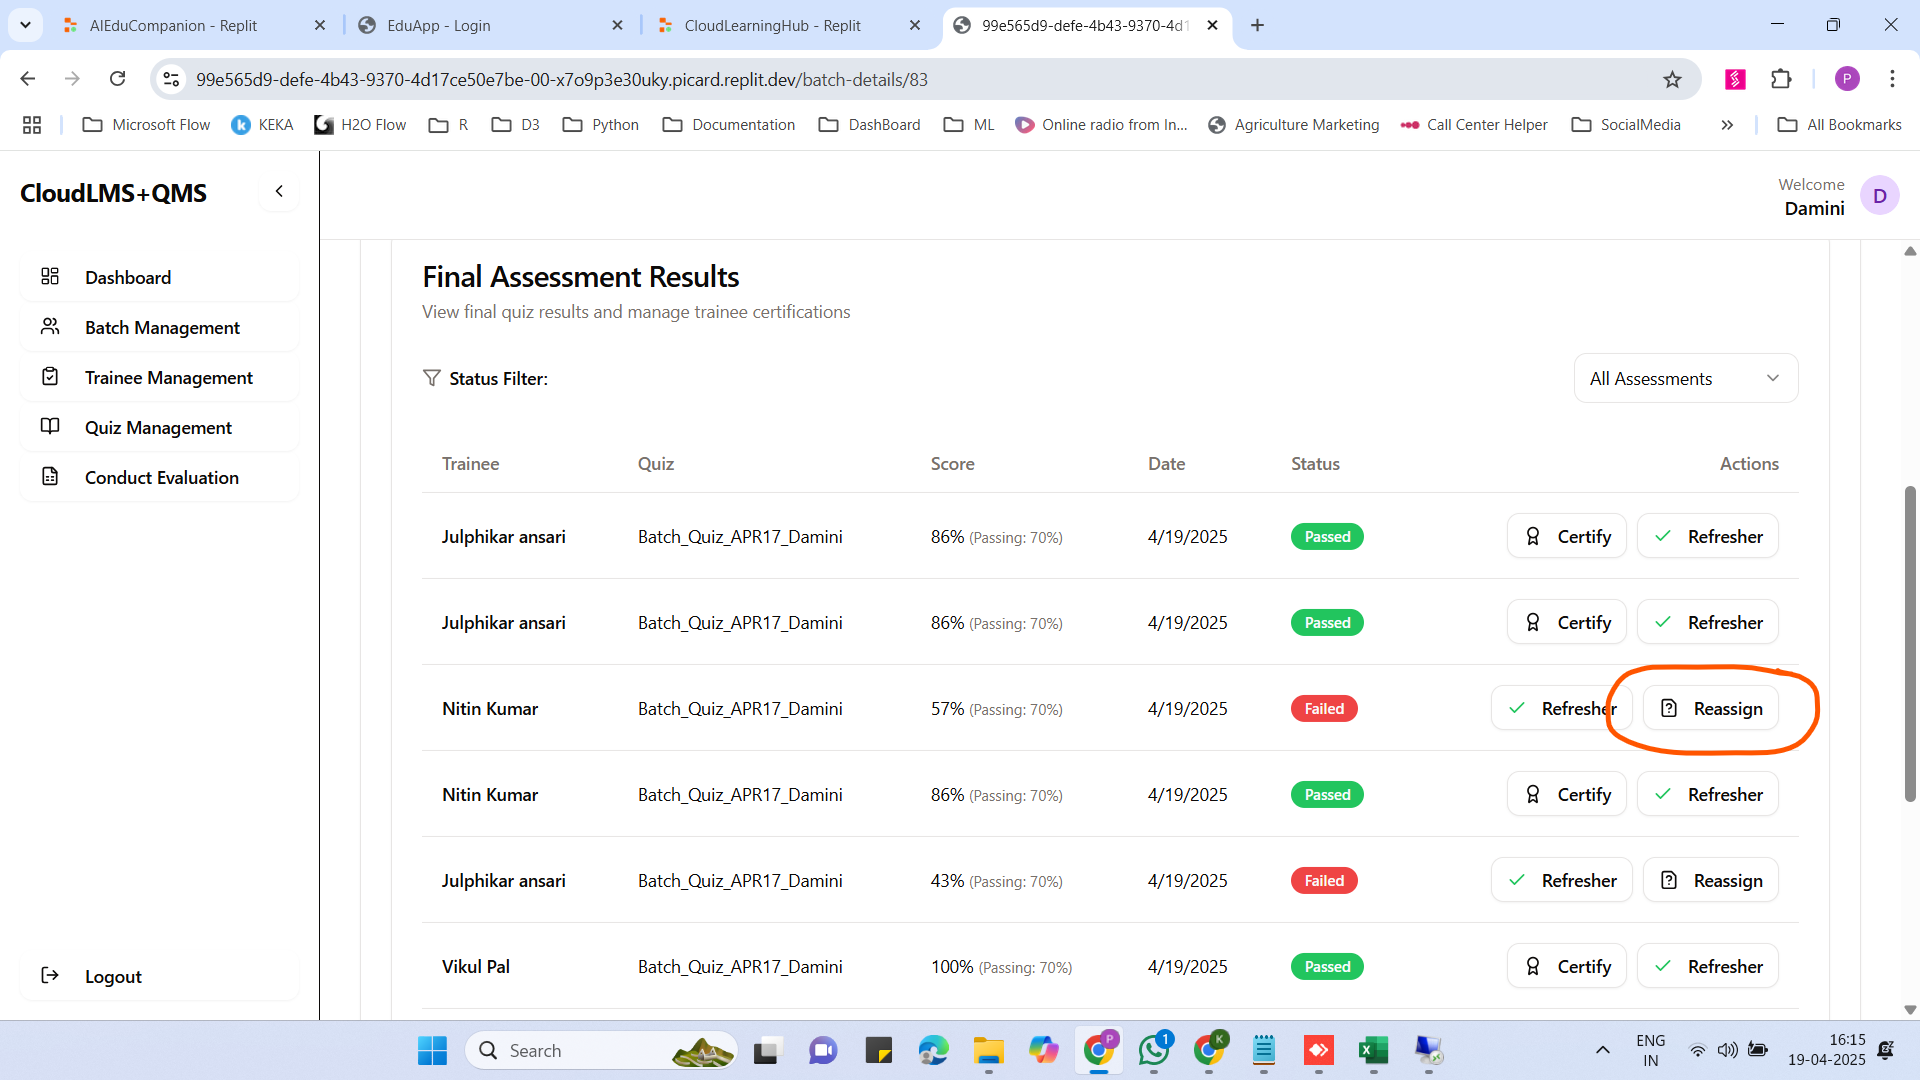 AIEduCompanion - Replit
EduApp - Login
CloudLearningHub - Replit
99e565d9-defe-4b43-9370-4d1
99e565d9-defe-4b43-9370-4d17ce50e7be-00-x7o9p3e30uky.picard.replit.dev/batch-details/83
P
Microsoft Flow
KEKA
H2O Flow
R
D3
Python
Documentation
DashBoard
ML
Online radio from In...
Agriculture Marketing
Call Center Helper
SocialMedia
All Bookmarks
CloudLMS+QMS
Welcome
Damini
D
Dashboard
Batch Management
Trainee Management
Quiz Management
Conduct Evaluation
Logout
Final Assessment Results
View final quiz results and manage trainee certifications
Status Filter:
All Assessments
Trainee Quiz Score Date Status Actions
Julphikar ansari Batch_Quiz_APR17_Damini 86% (Passing: 70%) 4/19/2025 Passed Certify Refresher
Julphikar ansari Batch_Quiz_APR17_Damini 86% (Passing: 70%) 4/19/2025 Passed Certify Refresher
Nitin Kumar Batch_Quiz_APR17_Damini 57% (Passing: 70%) 4/19/2025 Failed Refresher Reassign
Nitin Kumar Batch_Quiz_APR17_Damini 86% (Passing: 70%) 4/19/2025 Passed Certify Refresher
Julphikar ansari Batch_Quiz_APR17_Damini 43% (Passing: 70%) 4/19/2025 Failed Refresher Reassign
Vikul Pal Batch_Quiz_APR17_Damini 100% (Passing: 70%) 4/19/2025 Passed Certify Refresher
Search
P
1
K
ENG
IN
16:15
19-04-2025